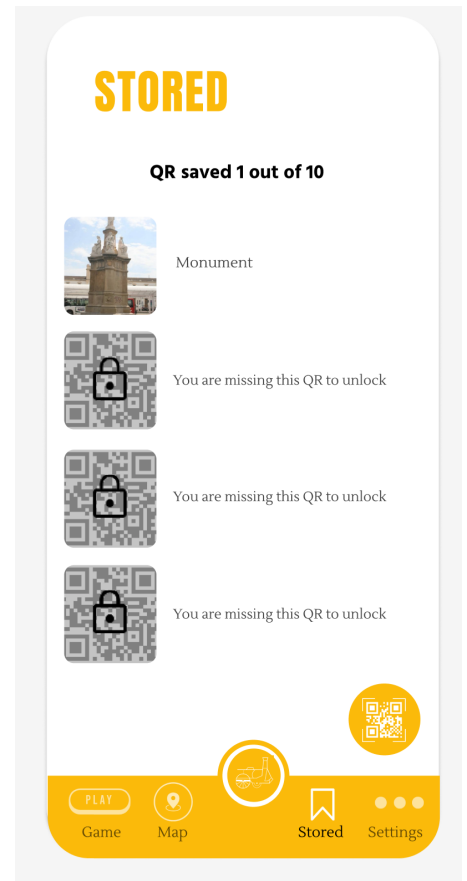 STORED
QR saved 1 out of 10
Monument
You are missing this QR to unlock
You are missing this QR to unlock
You are missing this QR to unlock
PLAY
Game
Map
Stored
Settings